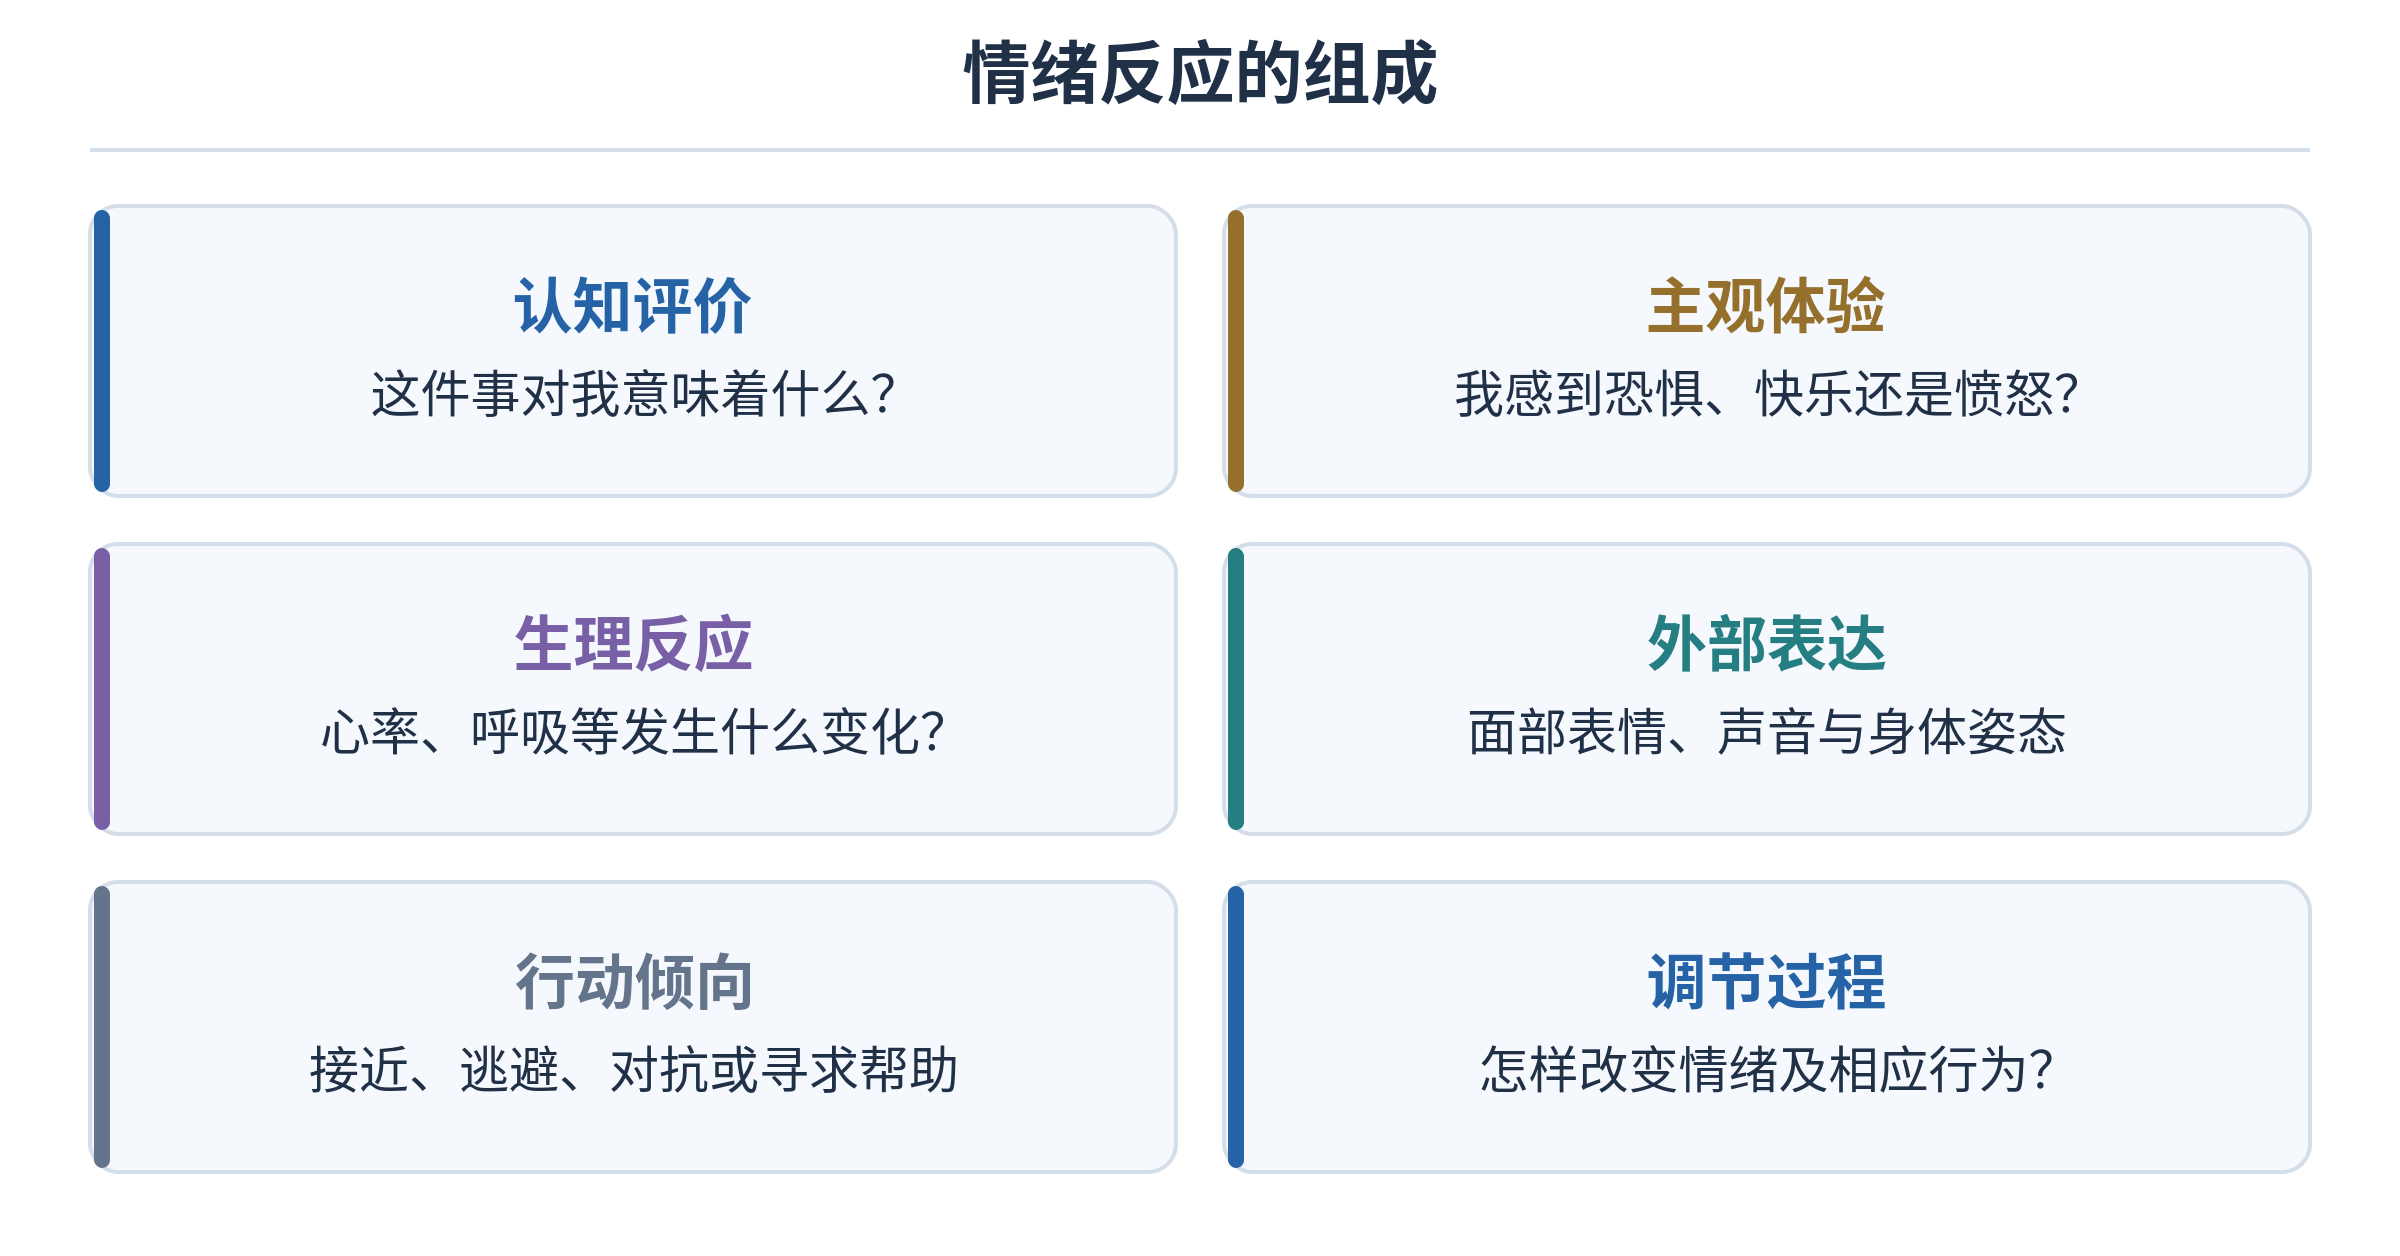 情绪反应的组成
认知评价
这件事对我意味着什么？
主观体验
我感到恐惧、快乐还是愤怒？
生理反应
心率、呼吸等发生什么变化？
外部表达
面部表情、声音与身体姿态
行动倾向
接近、逃避、对抗或寻求帮助
调节过程
怎样改变情绪及相应行为？